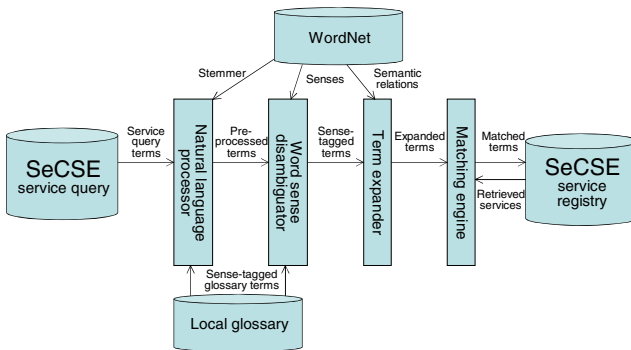 WordNet
Stemmer
Senses
Semantic
relations
SeCSE
service query
Service
query
terms
Natural language
processor
Pre-
processed
terms
Word sense
disambiguator
Sense-
tagged
terms
Term expander
Expanded
terms
Matching engine
Matched
terms
Retrieved
services
SeCSE
service
registry
Sense-tagged
glossary terms
Local glossary